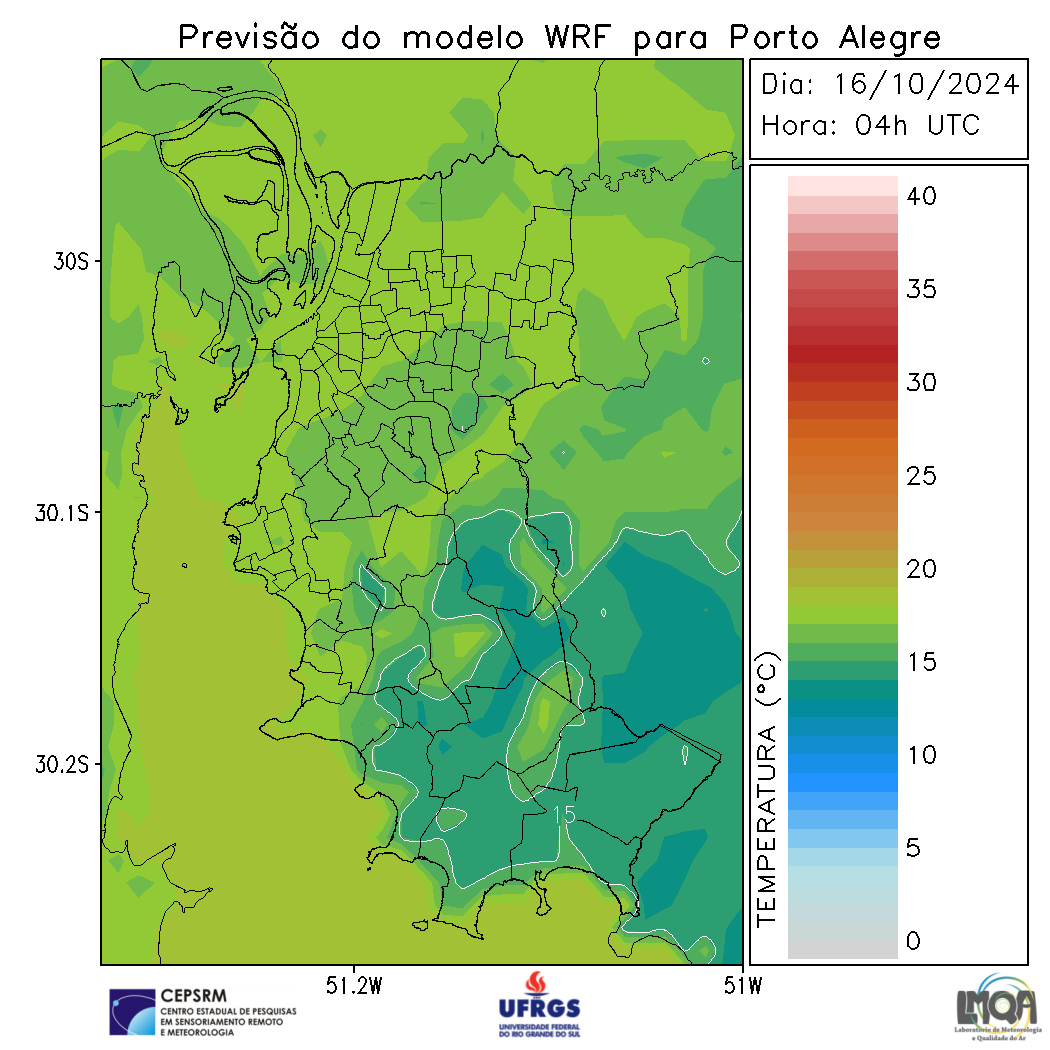 Previsão do modelo WRF para Porto Alegre
Dia: 16/10/2024
Hora: 04h UTC
40
35
30
25
20
15
10
5
0
TEMPERATURA (°C)
30S
30.1S
30.2S
15
51.2W
51W
CEPSRM
CENTRO ESTADUAL DE PESQUISAS
EM SENSORIAMENTO REMOTO
E METEOROLOGIA
UFRGS
UNIVERSIDADE FEDERAL
DO RIO GRANDE DO SUL
LMQA
Laboratório de Meteorologia
e Qualidade do Ar